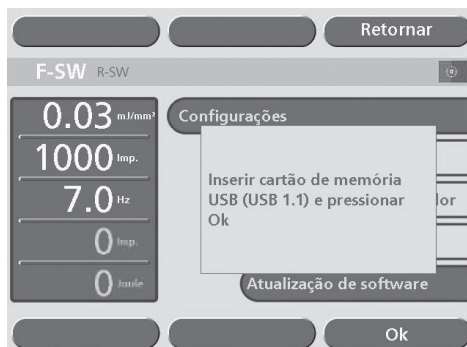 Retornar
F-SW R-SW
0.03 mJ/mm²
Configurações
1000 Imp.
Inserir cartão de memória
USB (USB 1.1) e pressionar
Ok
7.0 Hz
lor
0 Imp.
0 Joule
Atualização de software
Ok